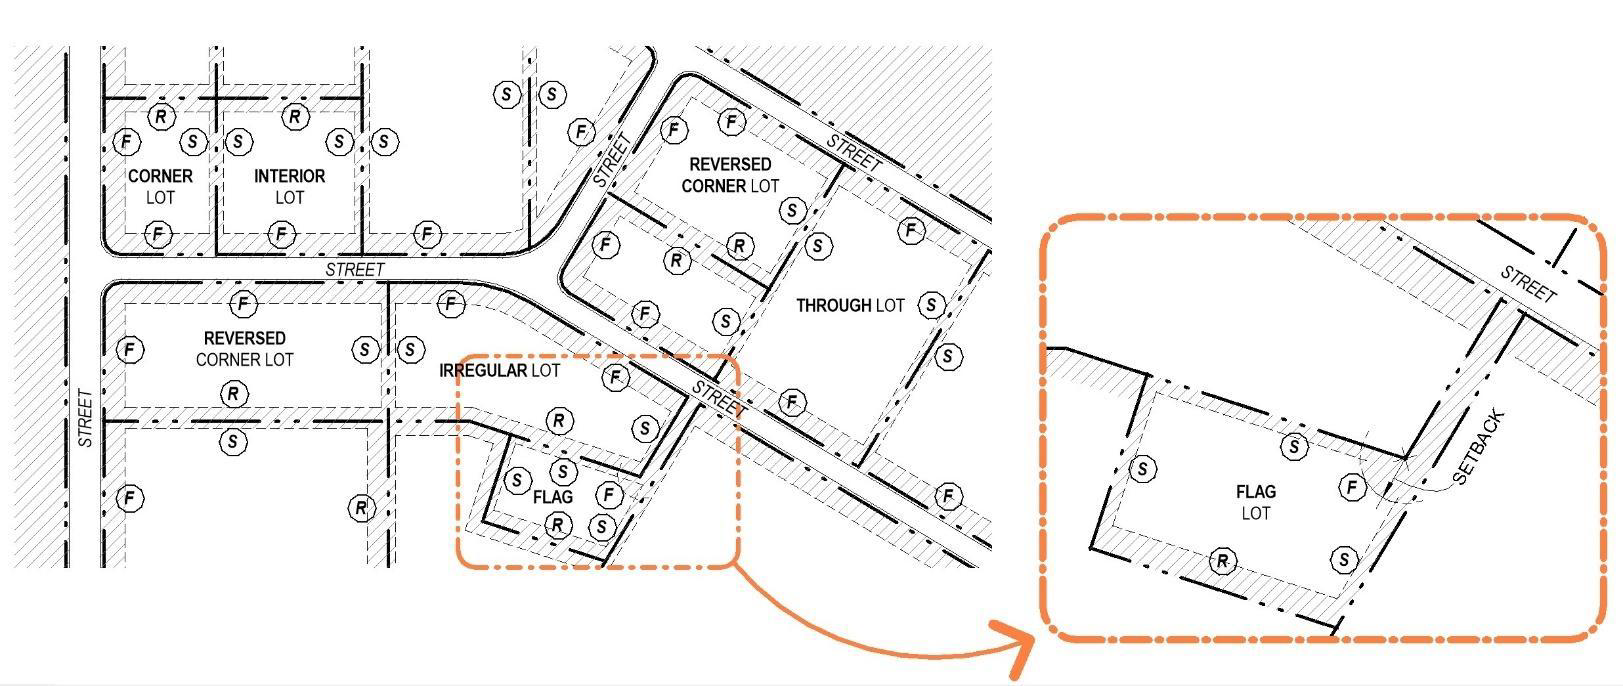 S
S
R
R
F
F
F
F
S
S
S
S
F
STREET
STREET
REVERSED
CORNER LOT
CORNER
LOT
INTERIOR
LOT
S
F
F
F
F
F
R
R
S
STREET
F
F
F
S
THROUGH LOT
REVERSED
CORNER LOT
F
S
S
S
S
IRREGULAR LOT
F
R
STREET
F
STREET
R
S
S
S
S
FLAG
F
F
R
R
S
F
STREET
SETBACK
S
S
F
FLAG
LOT
R
S